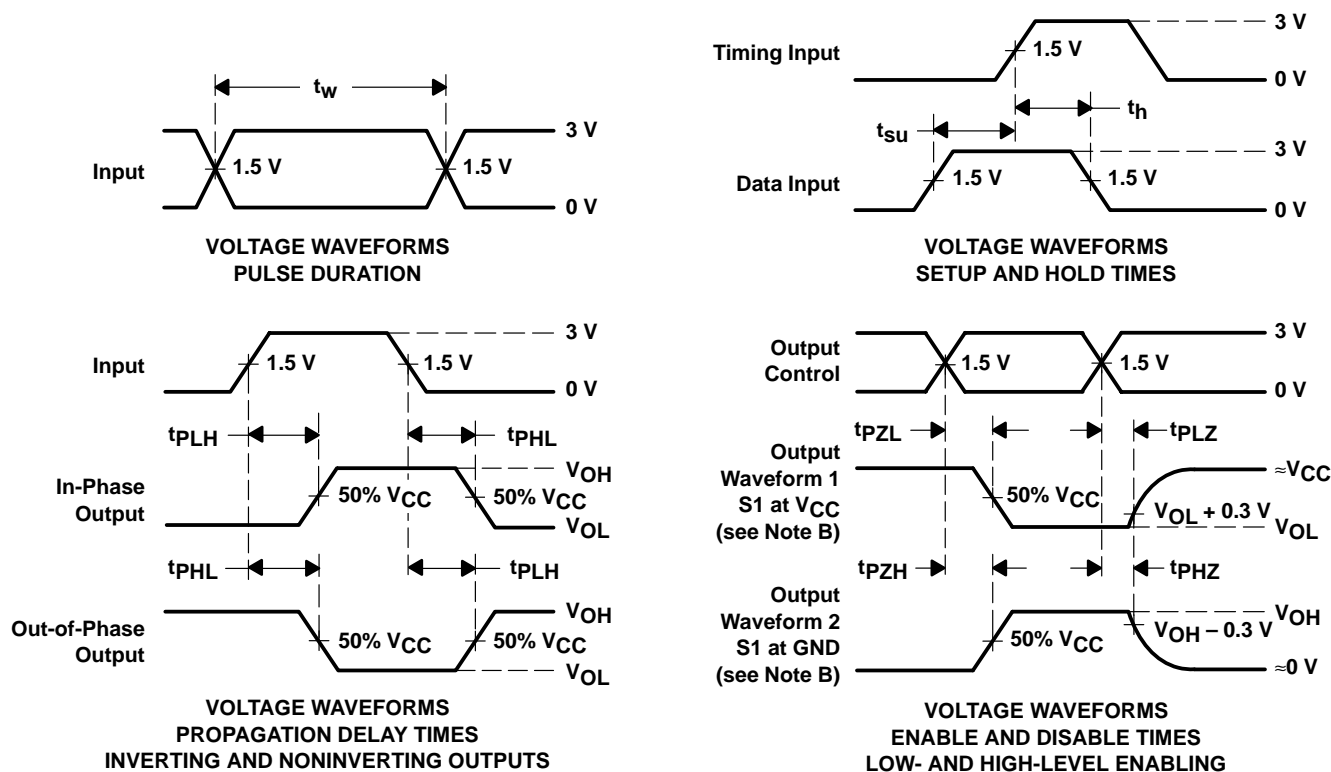 tw
3 V
Input
1.5 V
1.5 V
0 V
VOLTAGE WAVEFORMS
PULSE DURATION
Timing Input
3 V
1.5 V
0 V
th
tsu
3 V
Data Input
1.5 V
1.5 V
0 V
VOLTAGE WAVEFORMS
SETUP AND HOLD TIMES
3 V
Input
1.5 V
1.5 V
0 V
tPLH
tPHL
In-Phase
Output
50% VCC
50% VCC
VOH
VOL
tPHL
tPLH
Out-of-Phase
Output
50% VCC
50% VCC
VOH
VOL
VOLTAGE WAVEFORMS
PROPAGATION DELAY TIMES
INVERTING AND NONINVERTING OUTPUTS
Output
Control
3 V
1.5 V
1.5 V
0 V
tPZL
tPLZ
Output
Waveform 1
S1 at VCC
(see Note B)
50% VCC
≈VCC
VOL + 0.3 V
VOL
tPZH
tPHZ
Output
Waveform 2
S1 at GND
(see Note B)
50% VCC
VOH
VOH – 0.3 V
≈0 V
VOLTAGE WAVEFORMS
ENABLE AND DISABLE TIMES
LOW- AND HIGH-LEVEL ENABLING